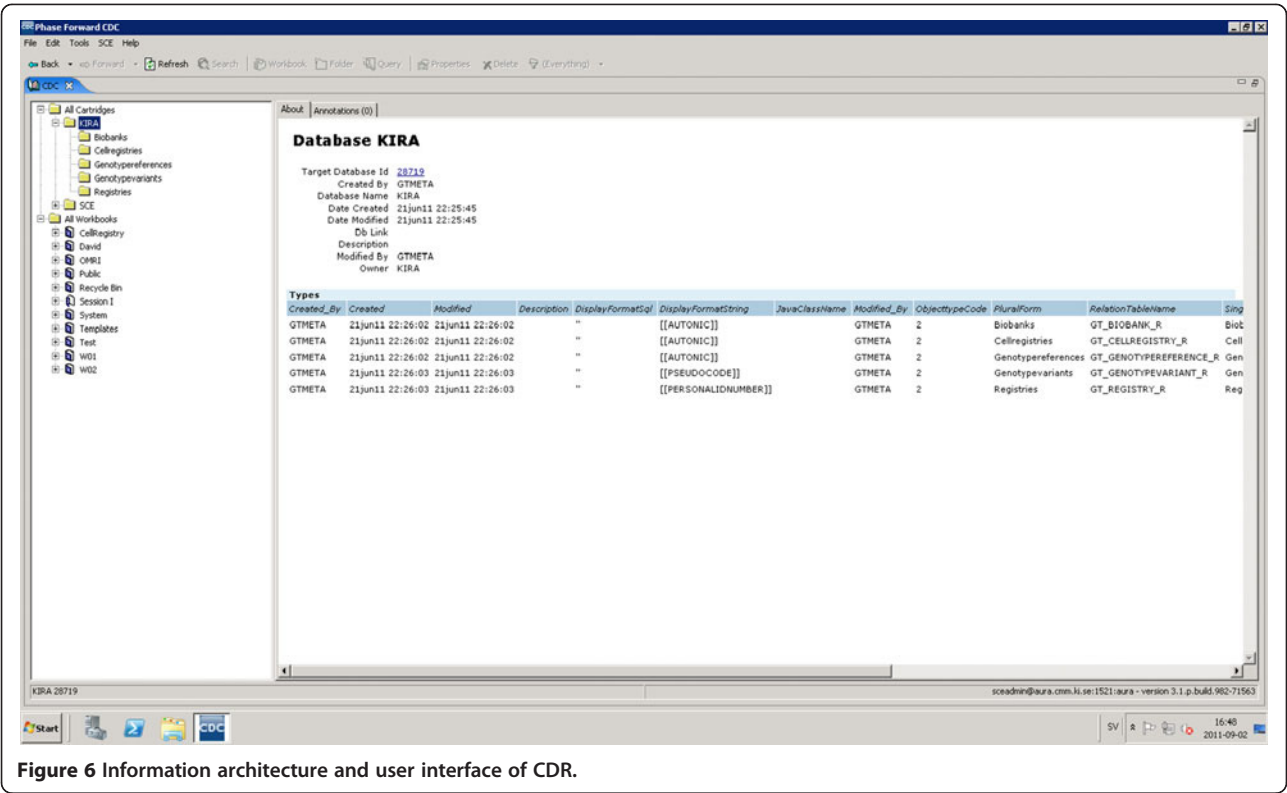 Phase Forward CDC
File Edit Tools SCE Help
Back Forward Refresh Search Workbook Folder Query Properties Delete (Everything)
CDC
All Cartridges
KIRA
Biobanks
Cellregistries
Genotypereferences
Genotypevariants
Registries
SCE
All Workbooks
CellRegistry
David
OMRI
Public
Recycle Bin
Session I
System
Templates
Test
W01
W02
About Annotations (0)
Database KIRA
Target Database Id 28719
Created By GTMETA
Database Name KIRA
Date Created 21jun11 22:25:45
Date Modified 21jun11 22:25:45
Db Link
Description
Modified By GTMETA
Owner KIRA
Types
Created_By Created Modified Description DisplayFormatSql DisplayFormatString JavaClassName Modified_By ObjecttypeCode PluralForm RelationTableName Sing
GTMETA 21jun11 22:26:02 21jun11 22:26:02 '' [[AUTONIC]] GTMETA 2 Biobanks GT_BIOBANK_R Biob
GTMETA 21jun11 22:26:02 21jun11 22:26:02 '' [[AUTONIC]] GTMETA 2 Cellregistries GT_CELLREGISTRY_R Cell
GTMETA 21jun11 22:26:02 21jun11 22:26:02 '' [[AUTONIC]] GTMETA 2 Genotypereferences GT_GENOTYPEREFERENCE_R Gen
GTMETA 21jun11 22:26:03 21jun11 22:26:03 '' [[PSEUDOCODE]] GTMETA 2 Genotypevariants GT_GENOTYPEVARIANT_R Gen
GTMETA 21jun11 22:26:03 21jun11 22:26:03 '' [[PERSONALIDNUMBER]] GTMETA 2 Registries GT_REGISTRY_R Reg
KIRA 28719
sceadmin@aura.cmm.ki.se:1521:aura - version 3.1.p.build.982-71563
Start CDC SV 16:48
2011-09-02
Figure 6 Information architecture and user interface of CDR.